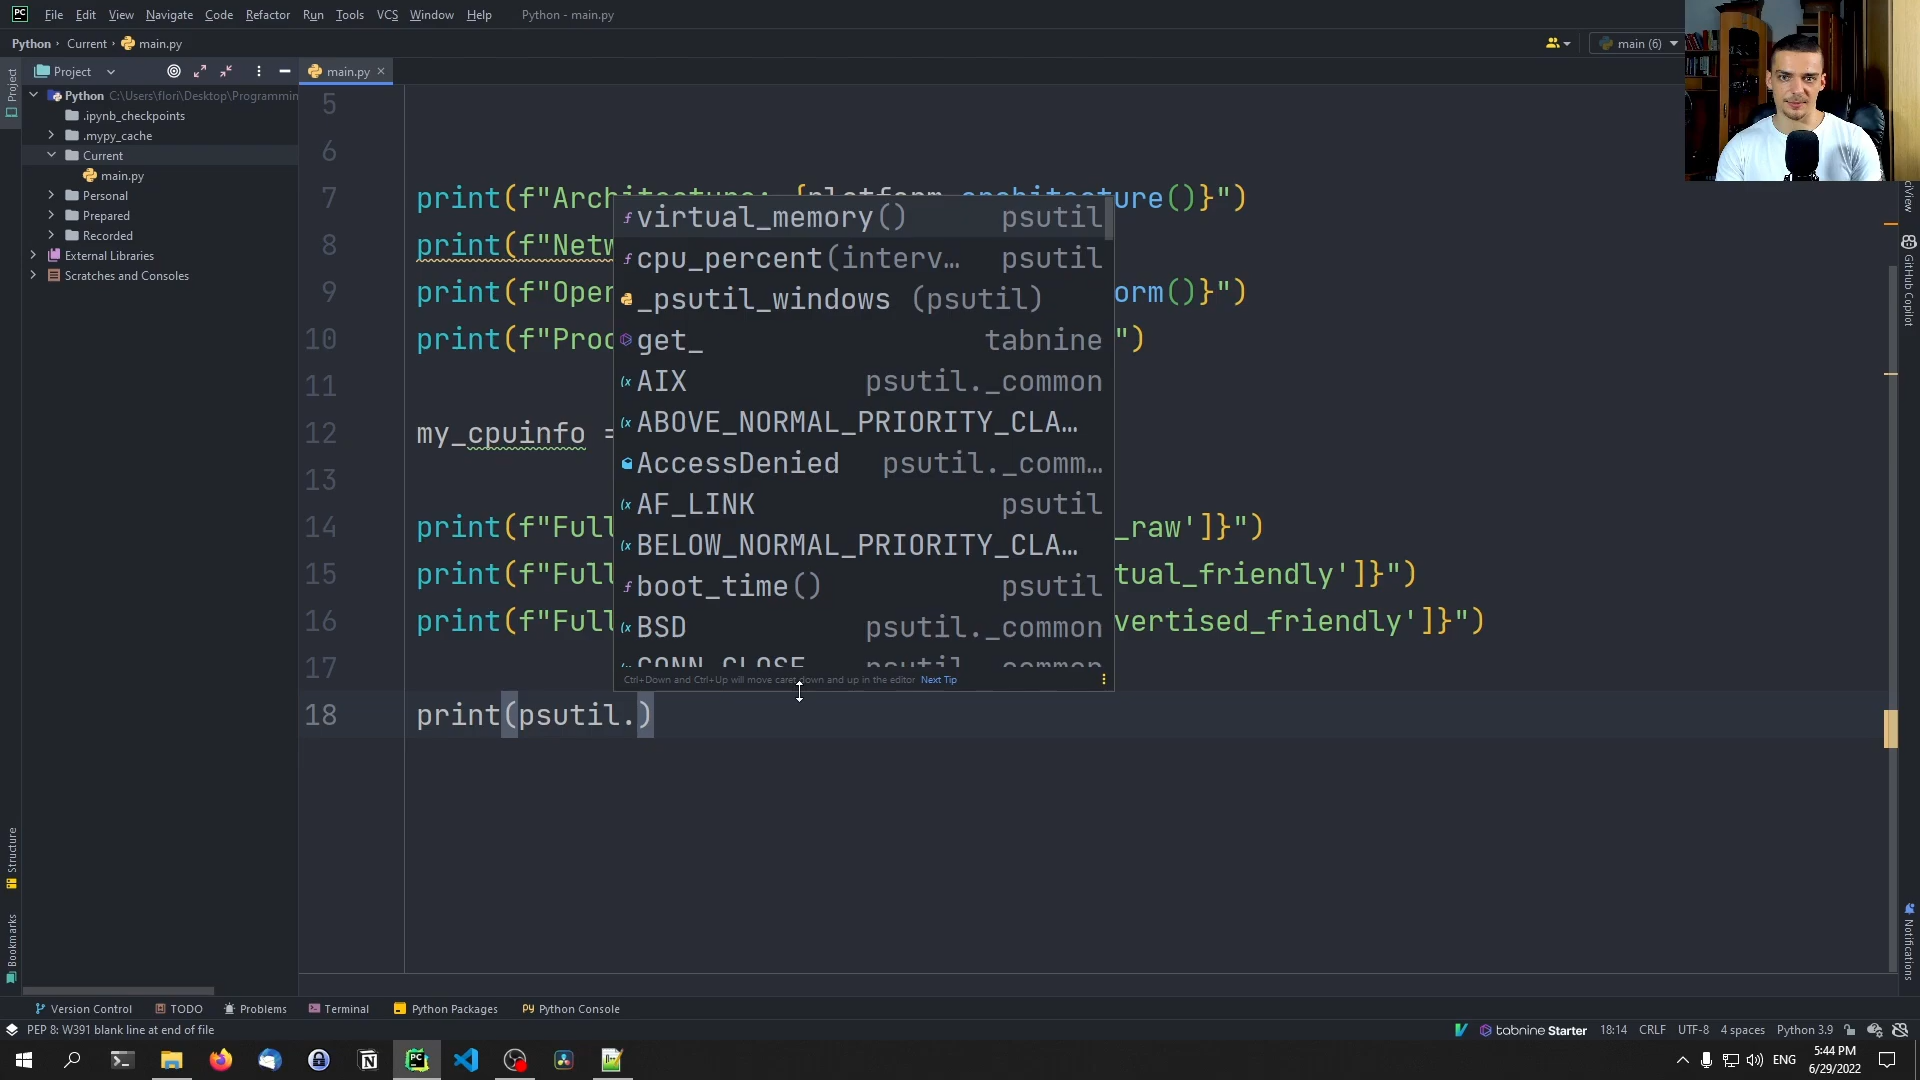 PC File Edit View Navigate Code Refactor Run Tools VCS Window Help Python - main.py
Python › Current › main.py
main (6)
Project
Project
main.py
Python C:\Users\flori\Desktop\Programmin
.ipynb_checkpoints
.mypy_cache
Current
main.py
Personal
Prepared
Recorded
External Libraries
Scratches and Consoles
5
6
7 print(f"Architecture: {platform.architecture()}")
8 print(f"Netw
9 print(f"Oper orm()}")
10 print(f"Proc ")
11
12 my_cpuinfo =
13
14 print(f"Full _raw']}")
15 print(f"Full tual_friendly']}")
16 print(f"Full vertised_friendly']}")
17
18 print(psutil.)
virtual_memory() psutil
cpu_percent(interv… psutil
_psutil_windows (psutil)
get_ tabnine
AIX psutil._common
ABOVE_NORMAL_PRIORITY_CLA…
AccessDenied psutil._comm…
AF_LINK psutil
BELOW_NORMAL_PRIORITY_CLA…
boot_time() psutil
BSD psutil._common
CONN_CLOSE psutil._common
Ctrl+Down and Ctrl+Up will move caret down and up in the editor Next Tip
GitHub Copilot
Notifications
Structure
Bookmarks
Version Control TODO Problems Terminal Python Packages Python Console
PEP 8: W391 blank line at end of file
tabnine Starter 18:14 CRLF UTF-8 4 spaces Python 3.9
ENG
5:44 PM
6/29/2022